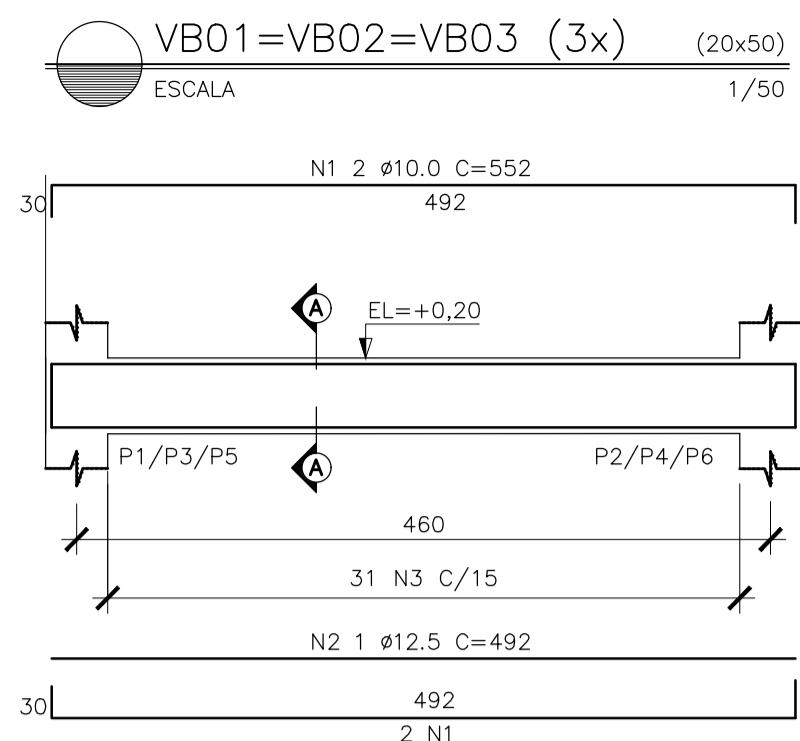 VB01=VB02=VB03 (3x) (20x50)
ESCALA 1/50
N1 2 ø10.0 C=552
30
492
A
EL=+0,20
P1/P3/P5
A
P2/P4/P6
460
31 N3 C/15
N2 1 ø12.5 C=492
30
492
2 N1